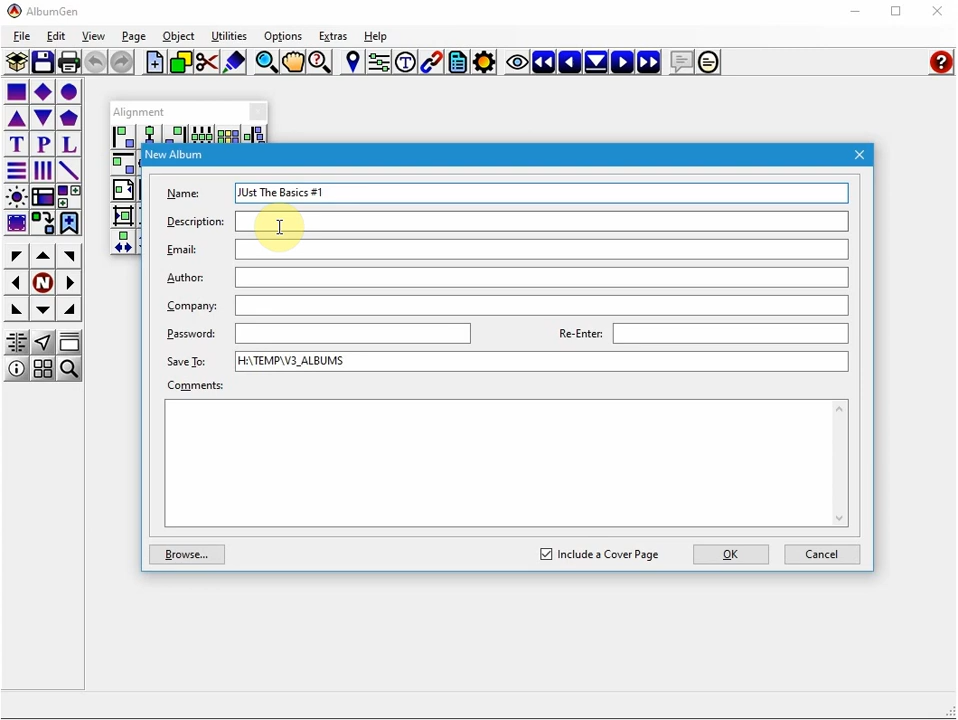 AlbumGen
File Edit View Page Object Utilities Options Extras Help
Alignment
T P L
N
New Album
Name: JUst The Basics #1
Description:
Email:
Author:
Company:
Password: Re-Enter:
Save To: H:\TEMP\V3_ALBUMS
Comments:
Browse... Include a Cover Page OK Cancel